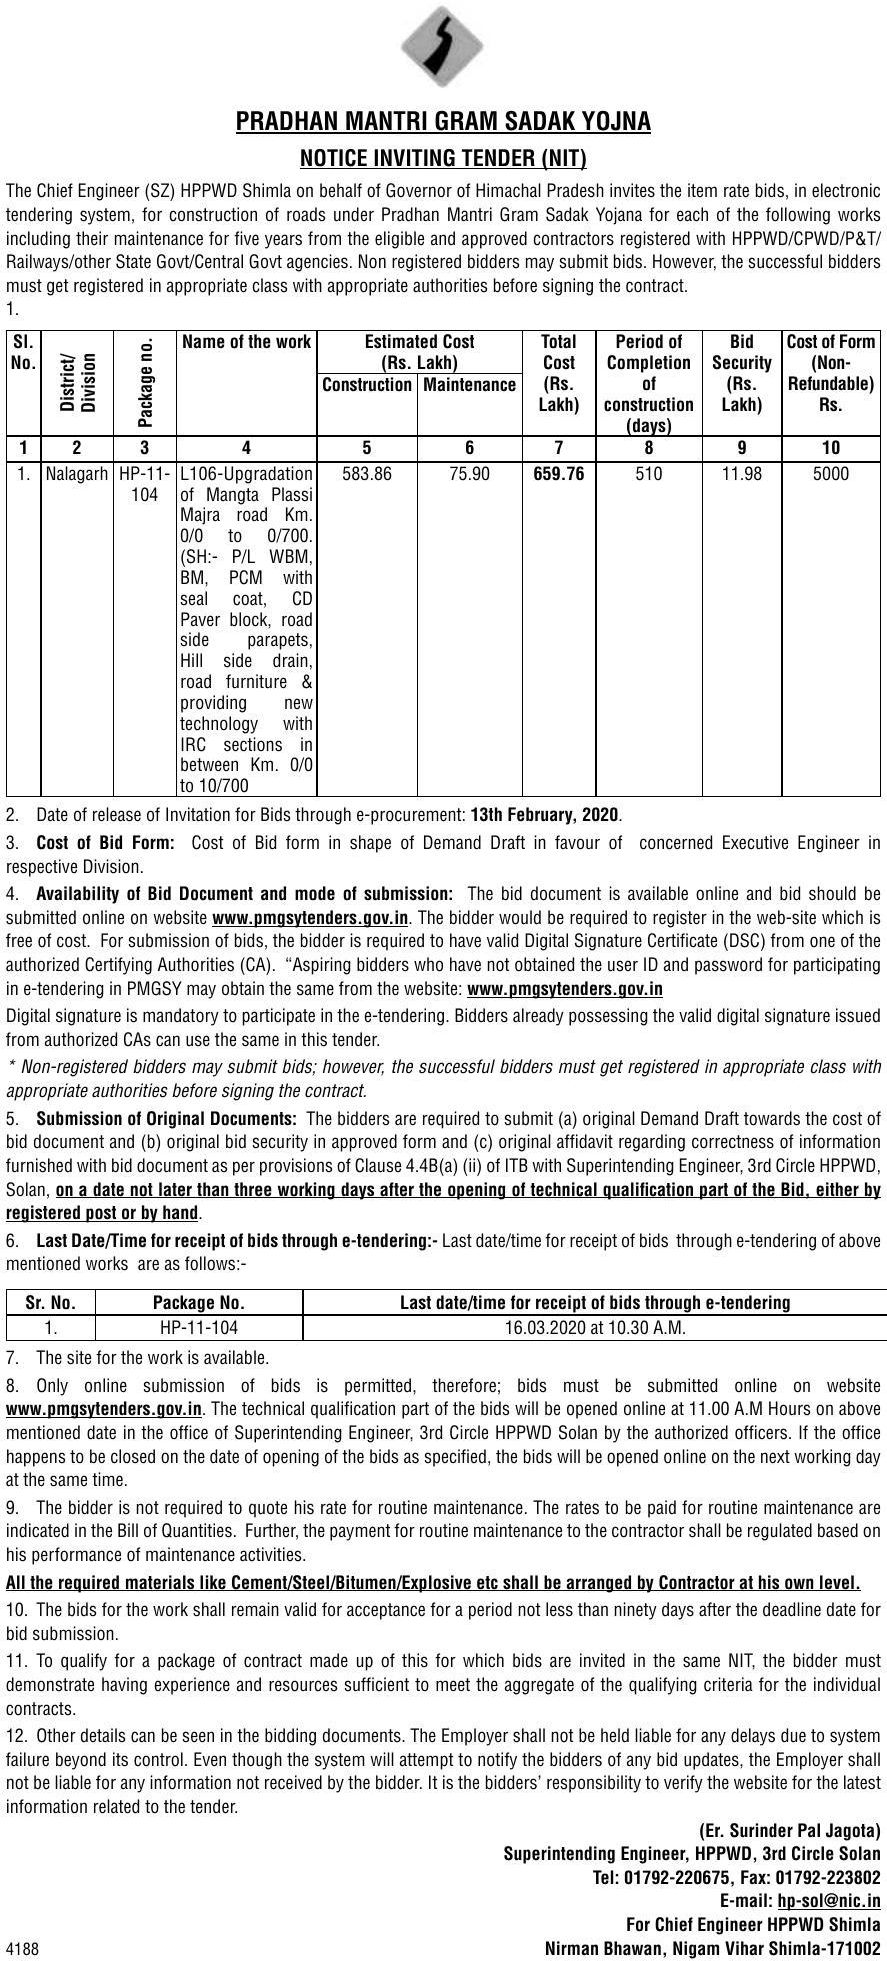 PRADHAN MANTRI GRAM SADAK YOJNA
NOTICE INVITING TENDER (NIT)
The Chief Engineer (SZ) HPPWD Shimla on behalf of Governor of Himachal Pradesh invites the item rate bids, in electronic
tendering system, for construction of roads under Pradhan Mantri Gram Sadak Yojana for each of the following works
including their maintenance for five years from the eligible and approved contractors registered with HPPWD/CPWD/P&T/
Railways/other State Govt/Central Govt agencies. Non registered bidders may submit bids. However, the successful bidders
must get registered in appropriate class with appropriate authorities before signing the contract.
1.
Sl. No. District/ Division Package no. Name of the work Estimated Cost (Rs. Lakh) Construction Maintenance Total Cost (Rs. Lakh) Period of Completion of construction (days) Bid Security (Rs. Lakh) Cost of Form (Non-Refundable) Rs.
1 2 3 4 5 6 7 8 9 10
1. Nalagarh HP-11- L106-Upgradation 583.86 75.90 659.76 510 11.98 5000
104 of Mangta Plassi
Majra road Km.
0/0 to 0/700.
(SH:- P/L WBM,
BM, PCM with
seal coat, CD
Paver block, road
side parapets,
Hill side drain,
road furniture &
providing new
technology with
IRC sections in
between Km. 0/0
to 10/700
2. Date of release of Invitation for Bids through e-procurement: 13th February, 2020.
3. Cost of Bid Form: Cost of Bid form in shape of Demand Draft in favour of concerned Executive Engineer in
respective Division.
4. Availability of Bid Document and mode of submission: The bid document is available online and bid should be
submitted online on website www.pmgsytenders.gov.in. The bidder would be required to register in the web-site which is
free of cost. For submission of bids, the bidder is required to have valid Digital Signature Certificate (DSC) from one of the
authorized Certifying Authorities (CA). “Aspiring bidders who have not obtained the user ID and password for participating
in e-tendering in PMGSY may obtain the same from the website: www.pmgsytenders.gov.in
Digital signature is mandatory to participate in the e-tendering. Bidders already possessing the valid digital signature issued
from authorized CAs can use the same in this tender.
* Non-registered bidders may submit bids; however, the successful bidders must get registered in appropriate class with
appropriate authorities before signing the contract.
5. Submission of Original Documents: The bidders are required to submit (a) original Demand Draft towards the cost of
bid document and (b) original bid security in approved form and (c) original affidavit regarding correctness of information
furnished with bid document as per provisions of Clause 4.4B(a) (ii) of ITB with Superintending Engineer, 3rd Circle HPPWD,
Solan, on a date not later than three working days after the opening of technical qualification part of the Bid, either by
registered post or by hand.
6. Last Date/Time for receipt of bids through e-tendering:- Last date/time for receipt of bids through e-tendering of above
mentioned works are as follows:-
Sr. No. Package No. Last date/time for receipt of bids through e-tendering
1. HP-11-104 16.03.2020 at 10.30 A.M.
7. The site for the work is available.
8. Only online submission of bids is permitted, therefore; bids must be submitted online on website
www.pmgsytenders.gov.in. The technical qualification part of the bids will be opened online at 11.00 A.M Hours on above
mentioned date in the office of Superintending Engineer, 3rd Circle HPPWD Solan by the authorized officers. If the office
happens to be closed on the date of opening of the bids as specified, the bids will be opened online on the next working day
at the same time.
9. The bidder is not required to quote his rate for routine maintenance. The rates to be paid for routine maintenance are
indicated in the Bill of Quantities. Further, the payment for routine maintenance to the contractor shall be regulated based on
his performance of maintenance activities.
All the required materials like Cement/Steel/Bitumen/Explosive etc shall be arranged by Contractor at his own level.
10. The bids for the work shall remain valid for acceptance for a period not less than ninety days after the deadline date for
bid submission.
11. To qualify for a package of contract made up of this for which bids are invited in the same NIT, the bidder must
demonstrate having experience and resources sufficient to meet the aggregate of the qualifying criteria for the individual
contracts.
12. Other details can be seen in the bidding documents. The Employer shall not be held liable for any delays due to system
failure beyond its control. Even though the system will attempt to notify the bidders of any bid updates, the Employer shall
not be liable for any information not received by the bidder. It is the bidders’ responsibility to verify the website for the latest
information related to the tender.
(Er. Surinder Pal Jagota)
Superintending Engineer, HPPWD, 3rd Circle Solan
Tel: 01792-220675, Fax: 01792-223802
E-mail: hp-sol@nic.in
For Chief Engineer HPPWD Shimla
4188 Nirman Bhawan, Nigam Vihar Shimla-171002